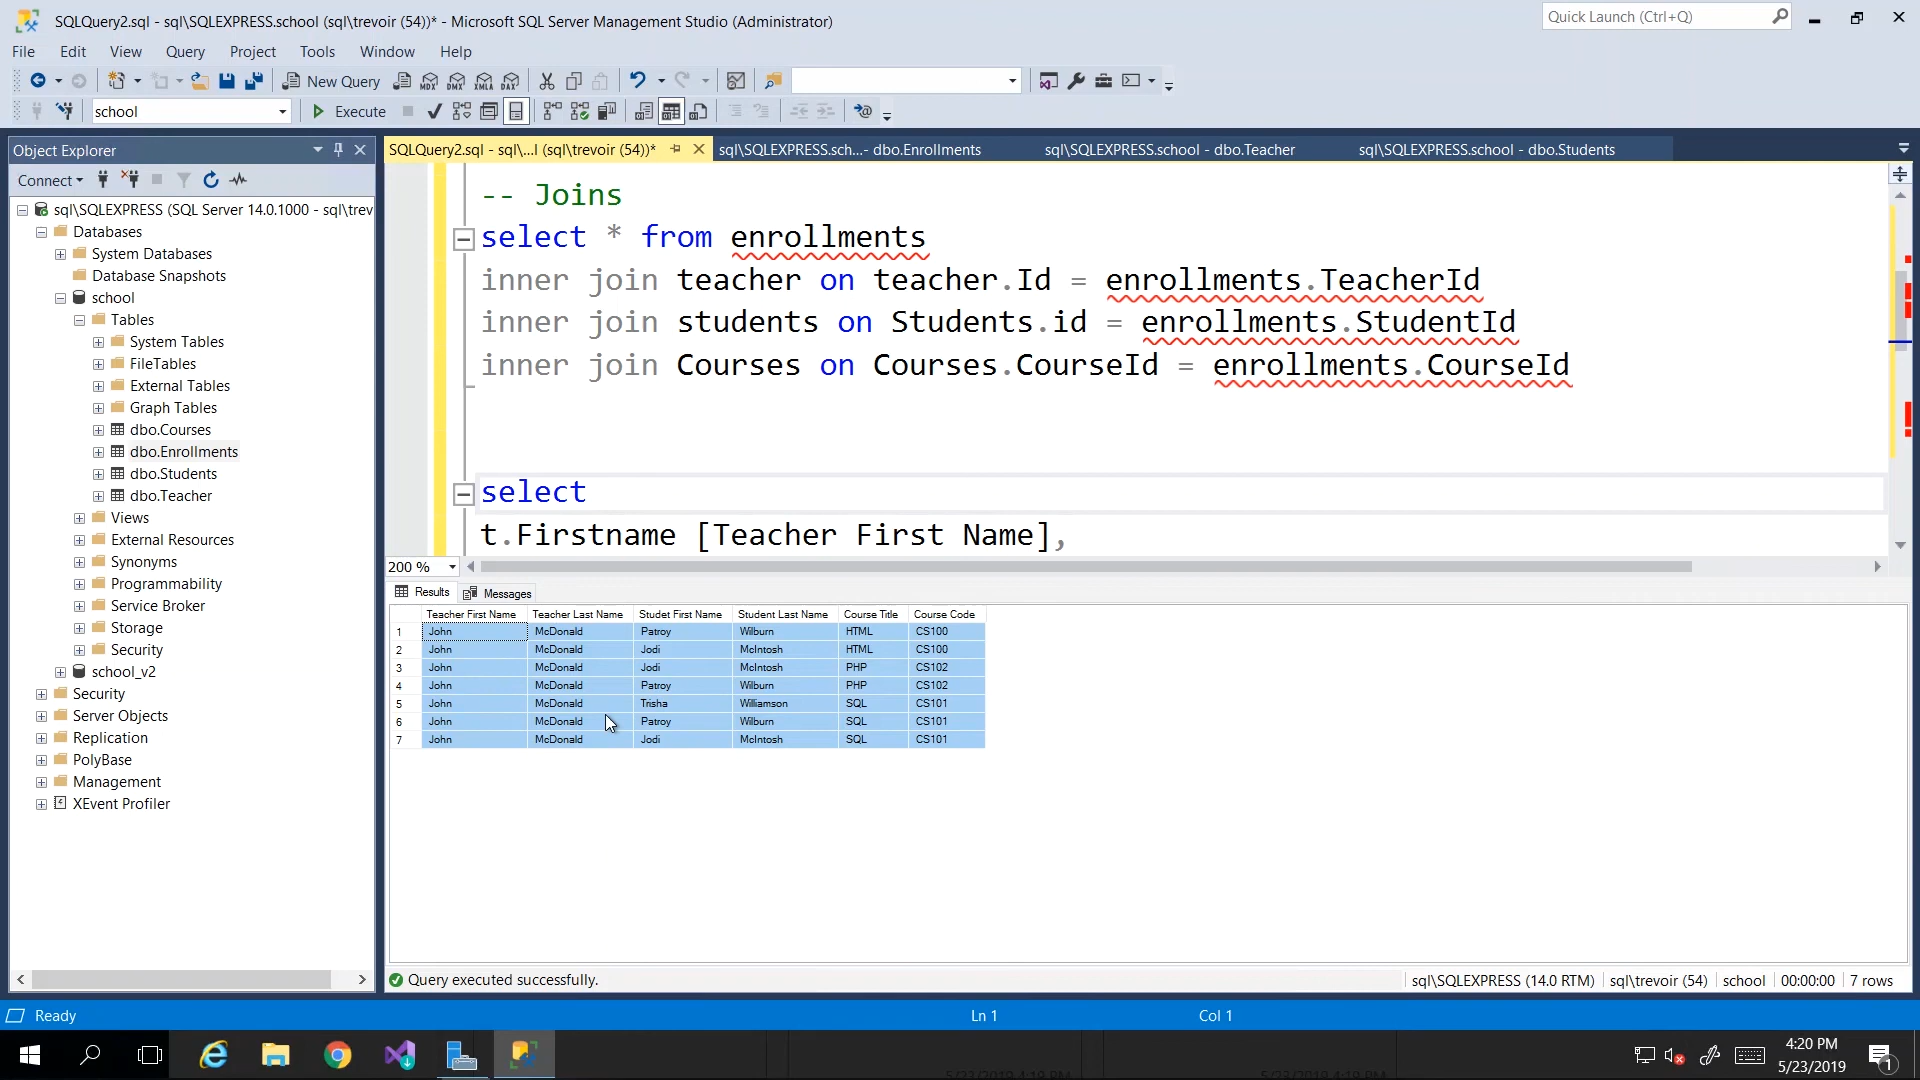 SQLQuery2.sql - sql\SQLEXPRESS.school (sql\trevoir (54))* - Microsoft SQL Server Management Studio (Administrator)
Quick Launch (Ctrl+Q)
File Edit View Query Project Tools Window Help
New Query MDX DMX XMLA DAX
school Execute
Object Explorer
SQLQuery2.sql - sql\...l (sql\trevoir (54))* sql\SQLEXPRESS.sch...- dbo.Enrollments sql\SQLEXPRESS.school - dbo.Teacher sql\SQLEXPRESS.school - dbo.Students
Connect
sql\SQLEXPRESS (SQL Server 14.0.1000 - sql\trev
Databases
System Databases
Database Snapshots
school
Tables
System Tables
FileTables
External Tables
Graph Tables
dbo.Courses
dbo.Enrollments
dbo.Students
dbo.Teacher
Views
External Resources
Synonyms
Programmability
Service Broker
Storage
Security
school_v2
Security
Server Objects
Replication
PolyBase
Management
XEvent Profiler
-- Joins
select * from enrollments
inner join teacher on teacher.Id = enrollments.TeacherId
inner join students on Students.id = enrollments.StudentId
inner join Courses on Courses.CourseId = enrollments.CourseId
select
t.Firstname [Teacher First Name],
200 %
Results Messages
Teacher First Name Teacher Last Name Studet First Name Student Last Name Course Title Course Code
1 John McDonald Patroy Wilburn HTML CS100
2 John McDonald Jodi McIntosh HTML CS100
3 John McDonald Jodi McIntosh PHP CS102
4 John McDonald Patroy Wilburn PHP CS102
5 John McDonald Trisha Williamson SQL CS101
6 John McDonald Patroy Wilburn SQL CS101
7 John McDonald Jodi McIntosh SQL CS101
Query executed successfully.
sql\SQLEXPRESS (14.0 RTM) sql\trevoir (54) school 00:00:00 7 rows
Ready Ln 1 Col 1
4:20 PM
5/23/2019
1